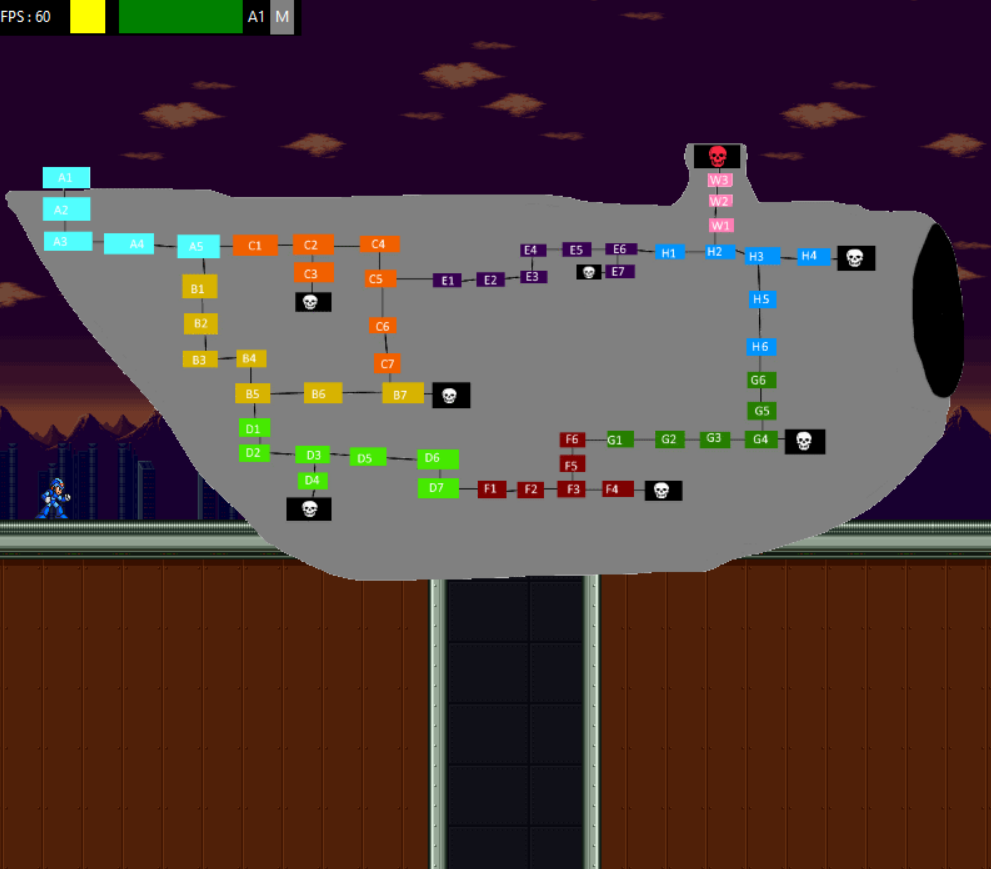 FPS : 60 A1 M
A1
A2
A3 A4 A5 C1 C2 C4
E4 E5 E6 H1 H2 H3 H4
W3
W2
W1
C3 C5 E1 E2 E3 E7
B1
H5
B2 C6
H6
B3 B4 C7
G6
B5 B6 B7
G5
D1
F6 G1 G2 G3 G4
D2 D3 D5 D6
F5
D4 D7 F1 F2 F3 F4